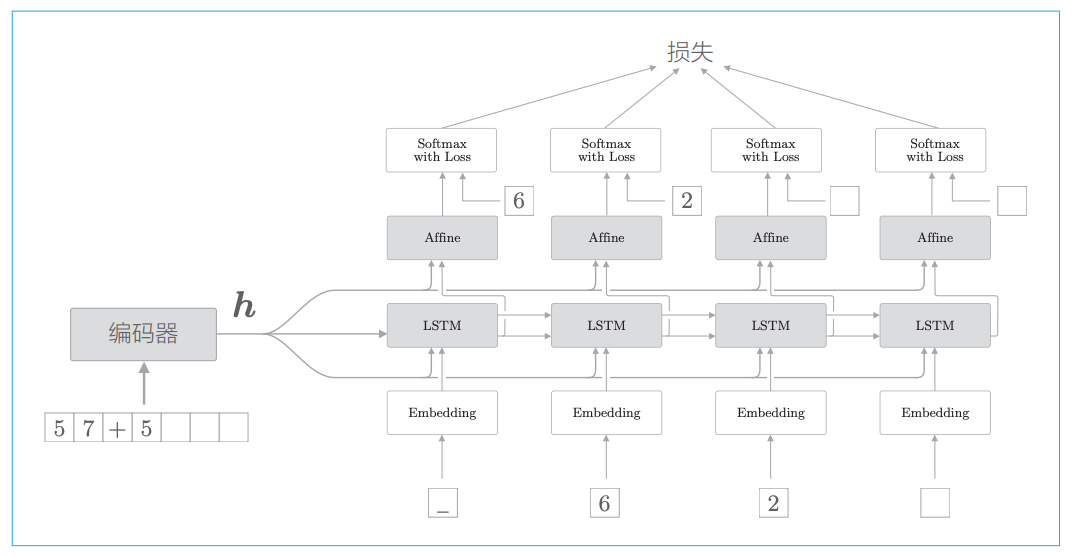 损失
Softmax with Loss
Softmax with Loss
Softmax with Loss
Softmax with Loss
6
2
Affine
Affine
Affine
Affine
h
编码器
LSTM
LSTM
LSTM
LSTM
5 7 + 5
Embedding
Embedding
Embedding
Embedding
_
6
2